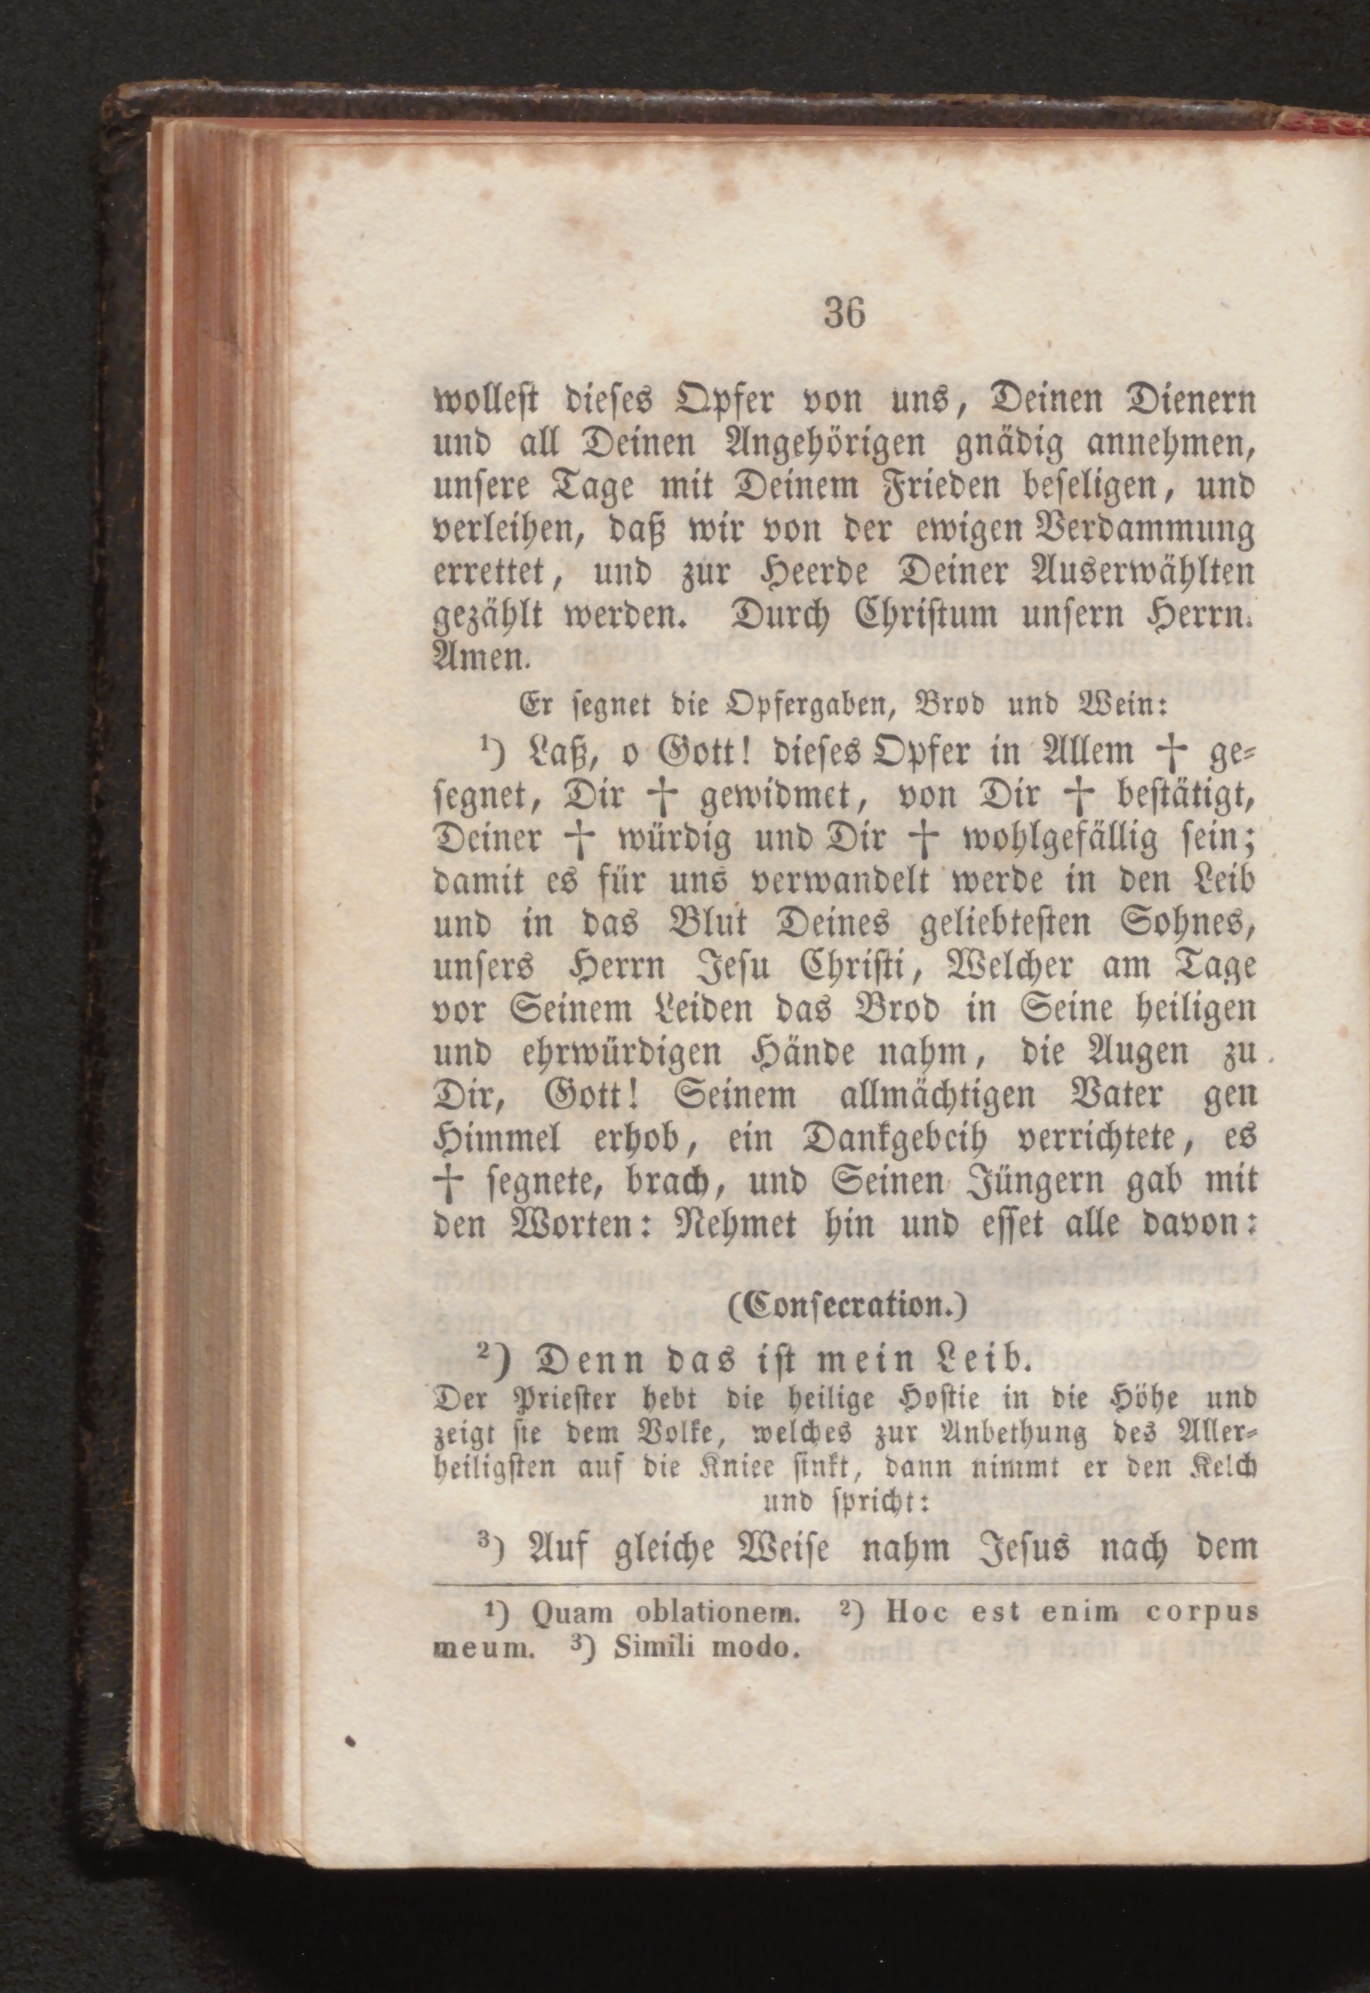 36
wolleſt dieſes Opfer von uns, Deinen Dienern
und all Deinen Angehörigen gnädig annehmen,
unſere Tage mit Deinem Frieden beſeligen, und
verleihen, daß wir von der ewigen Verdammung
errettet, und zur Heerde Deiner Auserwählten
gezählt werden. Durch Chriſtum unſern Herrn.
Amen.
Er ſegnet die Opfergaben, Brod und Wein:
¹) Laß, o Gott! dieſes Opfer in Allem † ge⸗
ſegnet, Dir † gewidmet, von Dir † beſtätigt,
Deiner † würdig und Dir † wohlgefällig ſein;
damit es für uns verwandelt werde in den Leib
und in das Blut Deines geliebteſten Sohnes,
unſers Herrn Jeſu Chriſti, Welcher am Tage
vor Seinem Leiden das Brod in Seine heiligen
und ehrwürdigen Hände nahm, die Augen zu
Dir, Gott! Seinem allmächtigen Vater gen
Himmel erhob, ein Dankgebeih verrichtete, es
† ſegnete, brach, und Seinen Jüngern gab mit
den Worten: Nehmet hin und eſſet alle davon:
(Conſecration.)
²) Denn das iſt mein Leib.
Der Prieſter hebt die heilige Hoſtie in die Höhe und
zeigt ſie dem Volke, welches zur Anbethung des Aller⸗
heiligſten auf die Kniee ſinkt, dann nimmt er den Kelch
und ſpricht:
³) Auf gleiche Weiſe nahm Jeſus nach dem
¹) Quam oblationem. ²) Hoc est enim corpus
meum. ³) Simili modo.